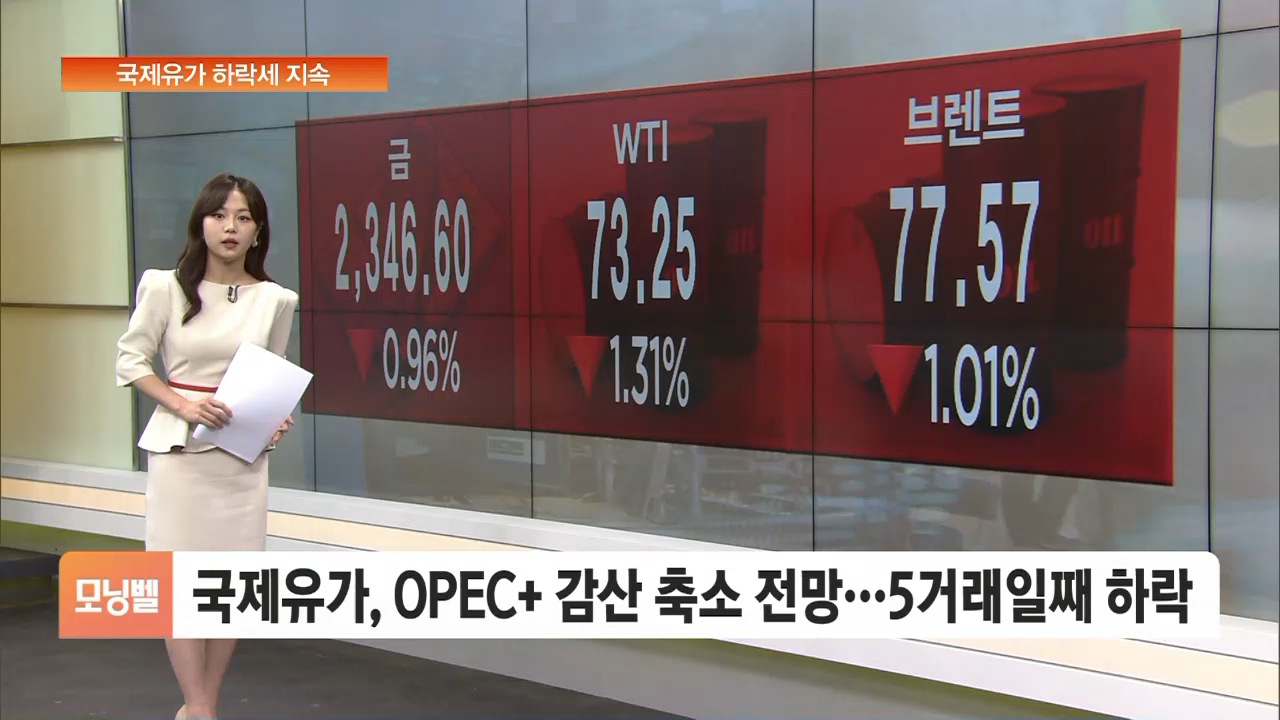 국제유가 하락세 지속
금
2,346.60
▼ 0.96%
WTI
73.25
▼ 1.31%
브렌트
77.57
▼ 1.01%
모닝벨
국제유가, OPEC+ 감산 축소 전망…5거래일째 하락